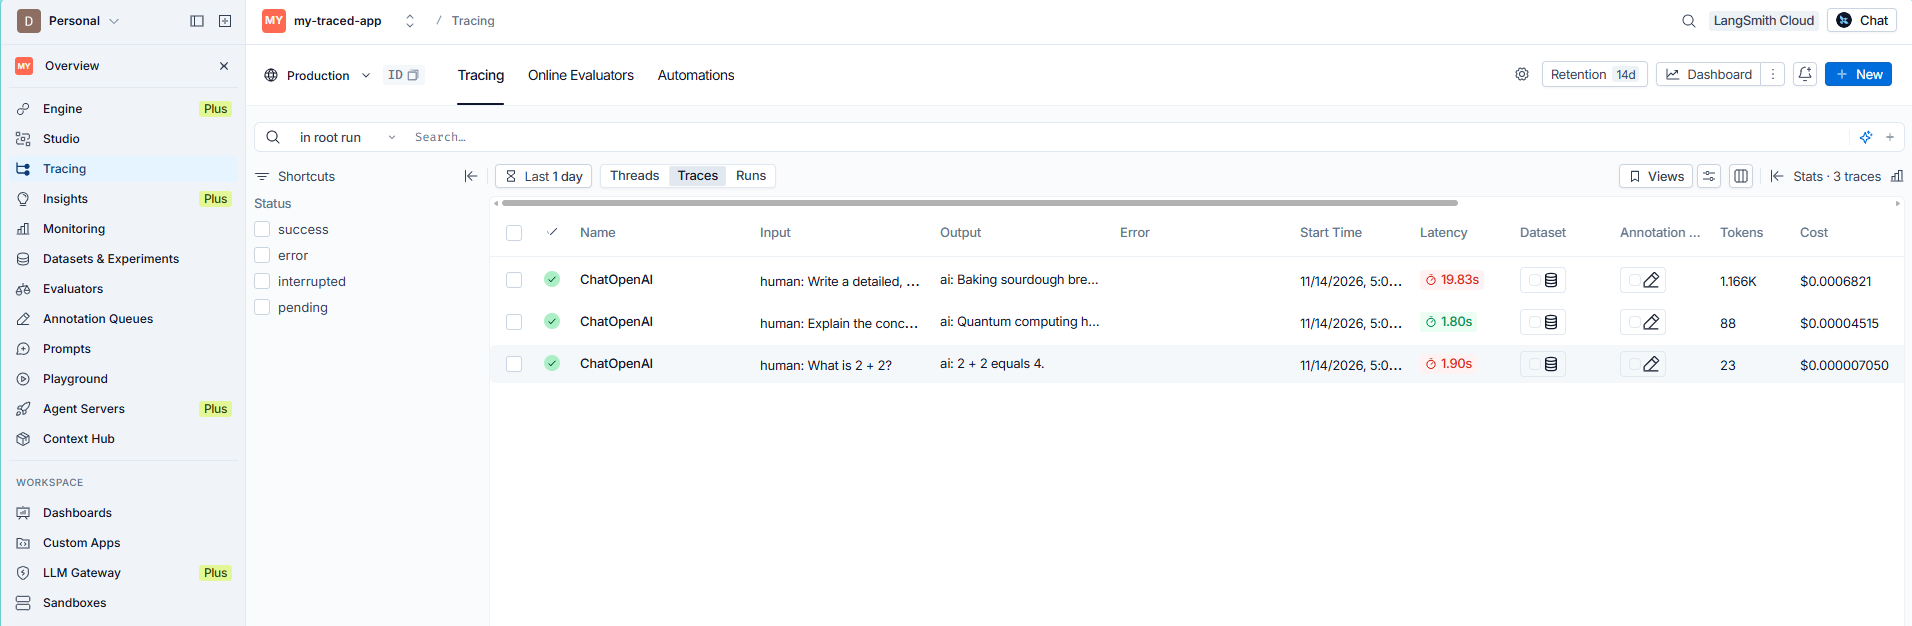 D Personal
MY my-traced-app / Tracing
LangSmith Cloud Chat
MY Overview
Production ID Tracing Online Evaluators Automations
Retention 14d Dashboard New
Engine Plus
Studio
Tracing
Insights Plus
Monitoring
Datasets & Experiments
Evaluators
Annotation Queues
Prompts
Playground
Agent Servers Plus
Context Hub
WORKSPACE
Dashboards
Custom Apps
LLM Gateway Plus
Sandboxes
in root run Search…
Shortcuts
Status
success
error
interrupted
pending
Last 1 day Threads Traces Runs
Views Stats · 3 traces
Name Input Output Error Start Time Latency Dataset Annotation ... Tokens Cost
ChatOpenAI human: Write a detailed, ... ai: Baking sourdough bre... 11/14/2026, 5:0... 19.83s 1.166K $0.0006821
ChatOpenAI human: Explain the conc... ai: Quantum computing h... 11/14/2026, 5:0... 1.80s 88 $0.00004515
ChatOpenAI human: What is 2 + 2? ai: 2 + 2 equals 4. 11/14/2026, 5:0... 1.90s 23 $0.000007050